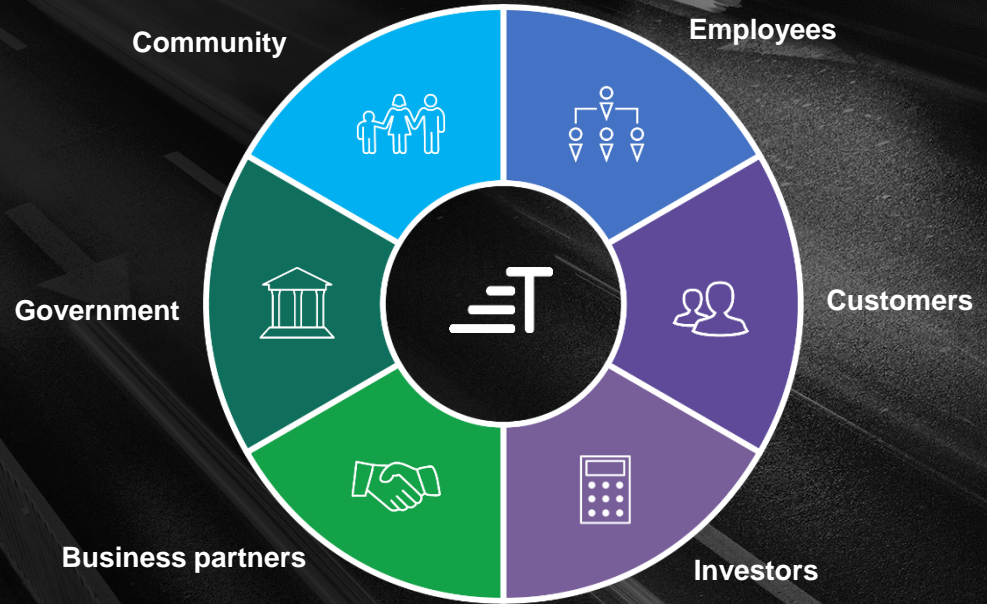 Community
Employees
Government
Customers
Business partners
Investors